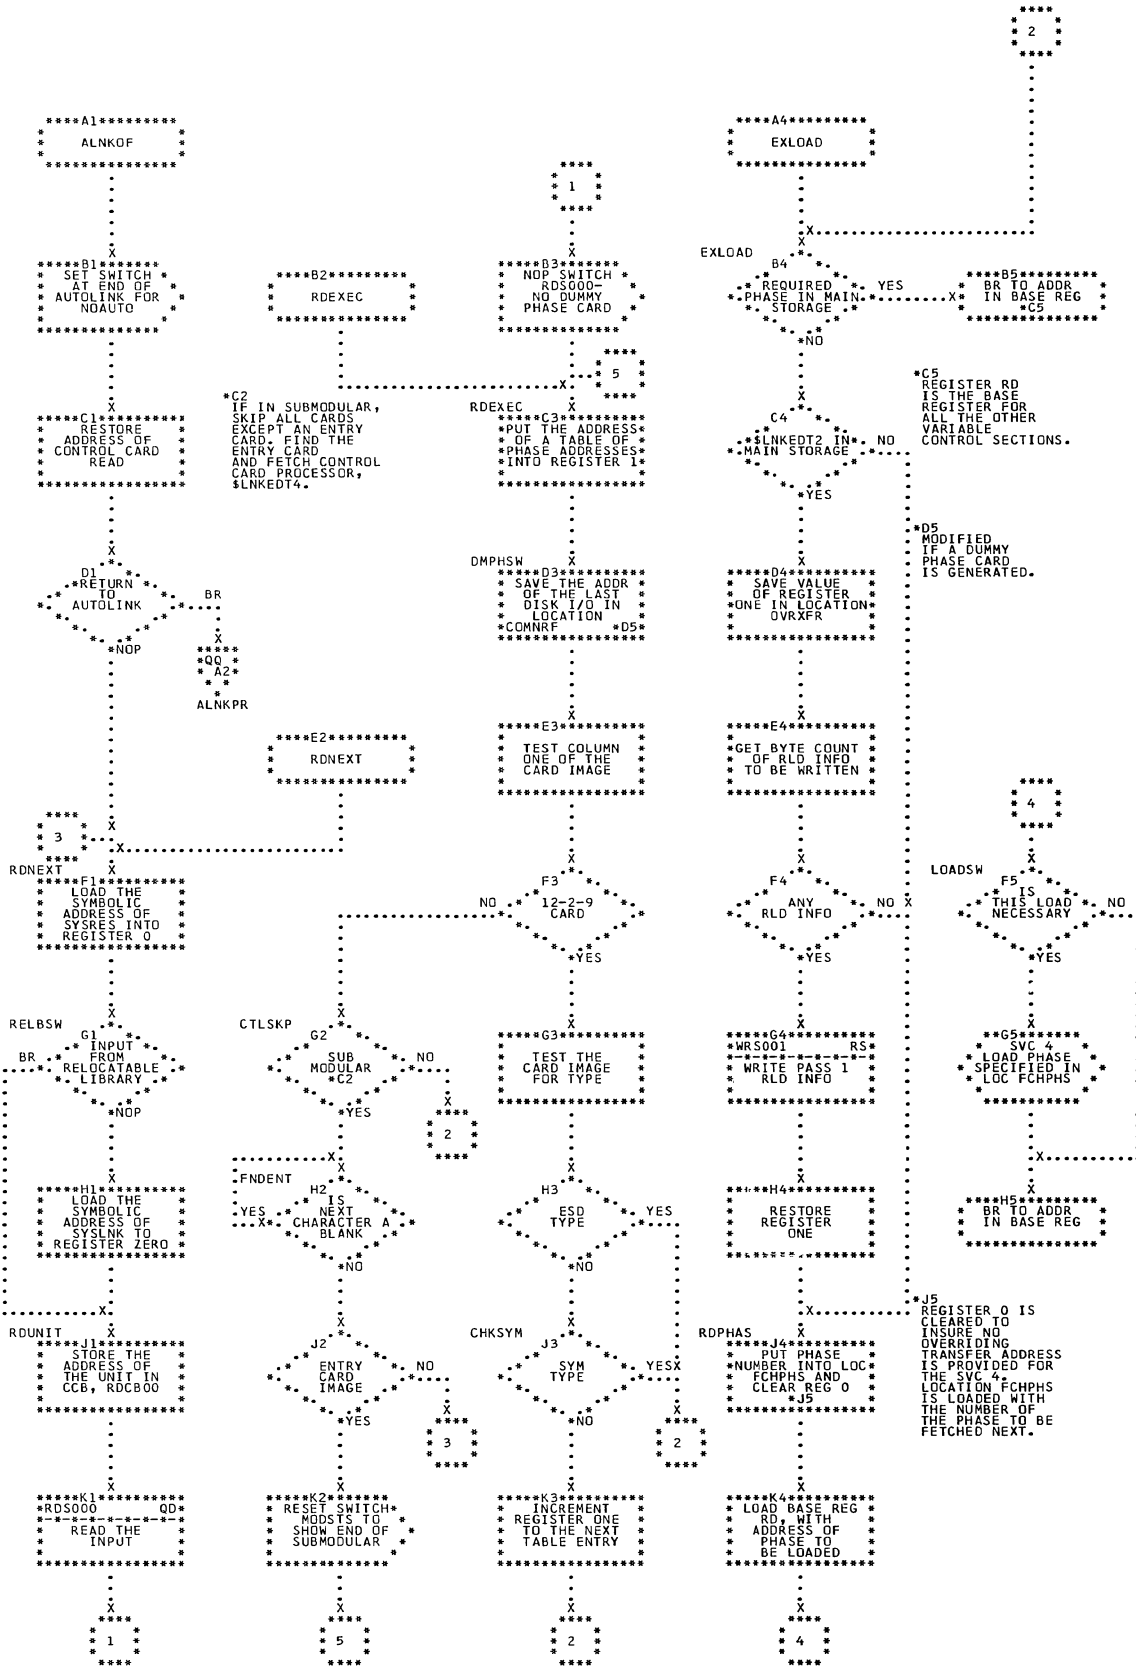 2
A1
ALNKOF
A4
EXLOAD
1
B1
SET SWITCH
AT END OF
AUTOLINK FOR
NOAUTO
B2
RDEXEC
B3
NOP SWITCH
RDS000-
NO DUMMY
PHASE CARD
EXLOAD
B4
REQUIRED
PHASE IN MAIN
STORAGE
YES
NO
B5
BR TO ADDR
IN BASE REG
*C5
5
*C5
REGISTER RD
IS THE BASE
REGISTER FOR
ALL THE OTHER
VARIABLE
CONTROL SECTIONS.
C1
RESTORE
ADDRESS OF
CONTROL CARD
READ
*C2
IF IN SUBMODULAR,
SKIP ALL CARDS
EXCEPT AN ENTRY
CARD. FIND THE
ENTRY CARD
AND FETCH CONTROL
CARD PROCESSOR,
$LNKEDT4.
RDEXEC
C3
PUT THE ADDRESS
OF A TABLE OF
PHASE ADDRESSES
INTO REGISTER 1
C4
$LNKEDT2 IN
MAIN STORAGE
NO
YES
*D5
MODIFIED
IF A DUMMY
PHASE CARD
IS GENERATED.
D1
RETURN
TO
AUTOLINK
BR
NOP
QQ
A2
ALNKPR
DMPHSW
D3
SAVE THE ADDR
OF THE LAST
DISK I/O IN
LOCATION
COMNRF *D5
D4
SAVE VALUE
OF REGISTER
ONE IN LOCATION
OVRXFR
E2
RDNEXT
E3
TEST COLUMN
ONE OF THE
CARD IMAGE
E4
GET BYTE COUNT
OF RLD INFO
TO BE WRITTEN
3
4
RDNEXT
F1
LOAD THE
SYMBOLIC
ADDRESS OF
SYSRES INTO
REGISTER 0
F3
12-2-9
CARD
NO
YES
F4
ANY
RLD INFO
NO
YES
LOADSW
F5
IS
THIS LOAD
NECESSARY
NO
YES
RELBSW
G1
INPUT
FROM
RELOCATABLE
LIBRARY
BR
NOP
CTLSKP
G2
SUB
MODULAR
*C2
NO
YES
2
G3
TEST THE
CARD IMAGE
FOR TYPE
G4
WRS001 RS
WRITE PASS 1
RLD INFO
G5
SVC 4
LOAD PHASE
SPECIFIED IN
LOC FCHPHS
H1
LOAD THE
SYMBOLIC
ADDRESS OF
SYSLNK TO
REGISTER ZERO
FNDENT
H2
IS
NEXT
CHARACTER A
BLANK
YES
NO
H3
ESD
TYPE
YES
NO
H4
RESTORE
REGISTER
ONE
H5
BR TO ADDR
IN BASE REG
*J5
REGISTER 0 IS
CLEARED TO
INSURE NO
OVERRIDING
TRANSFER ADDRESS
IS PROVIDED FOR
THE SVC 4.
LOCATION FCHPHS
IS LOADED WITH
THE NUMBER OF
THE PHASE TO BE
FETCHED NEXT.
RDUNIT
J1
STORE THE
ADDRESS OF
THE UNIT IN
CCB, RDCB00
J2
ENTRY
CARD
IMAGE
NO
YES
3
CHKSYM
J3
SYM
TYPE
YES
NO
2
RDPHAS
J4
PUT PHASE
NUMBER INTO LOC
FCHPHS AND
CLEAR REG 0
*J5
K1
RDS000 QD
READ THE
INPUT
K2
RESET SWITCH
MODSTS TO
SHOW END OF
SUBMODULAR
K3
INCREMENT
REGISTER ONE
TO THE NEXT
TABLE ENTRY
K4
LOAD BASE REG
RD, WITH
ADDRESS OF
PHASE TO
BE LOADED
1
5
2
4